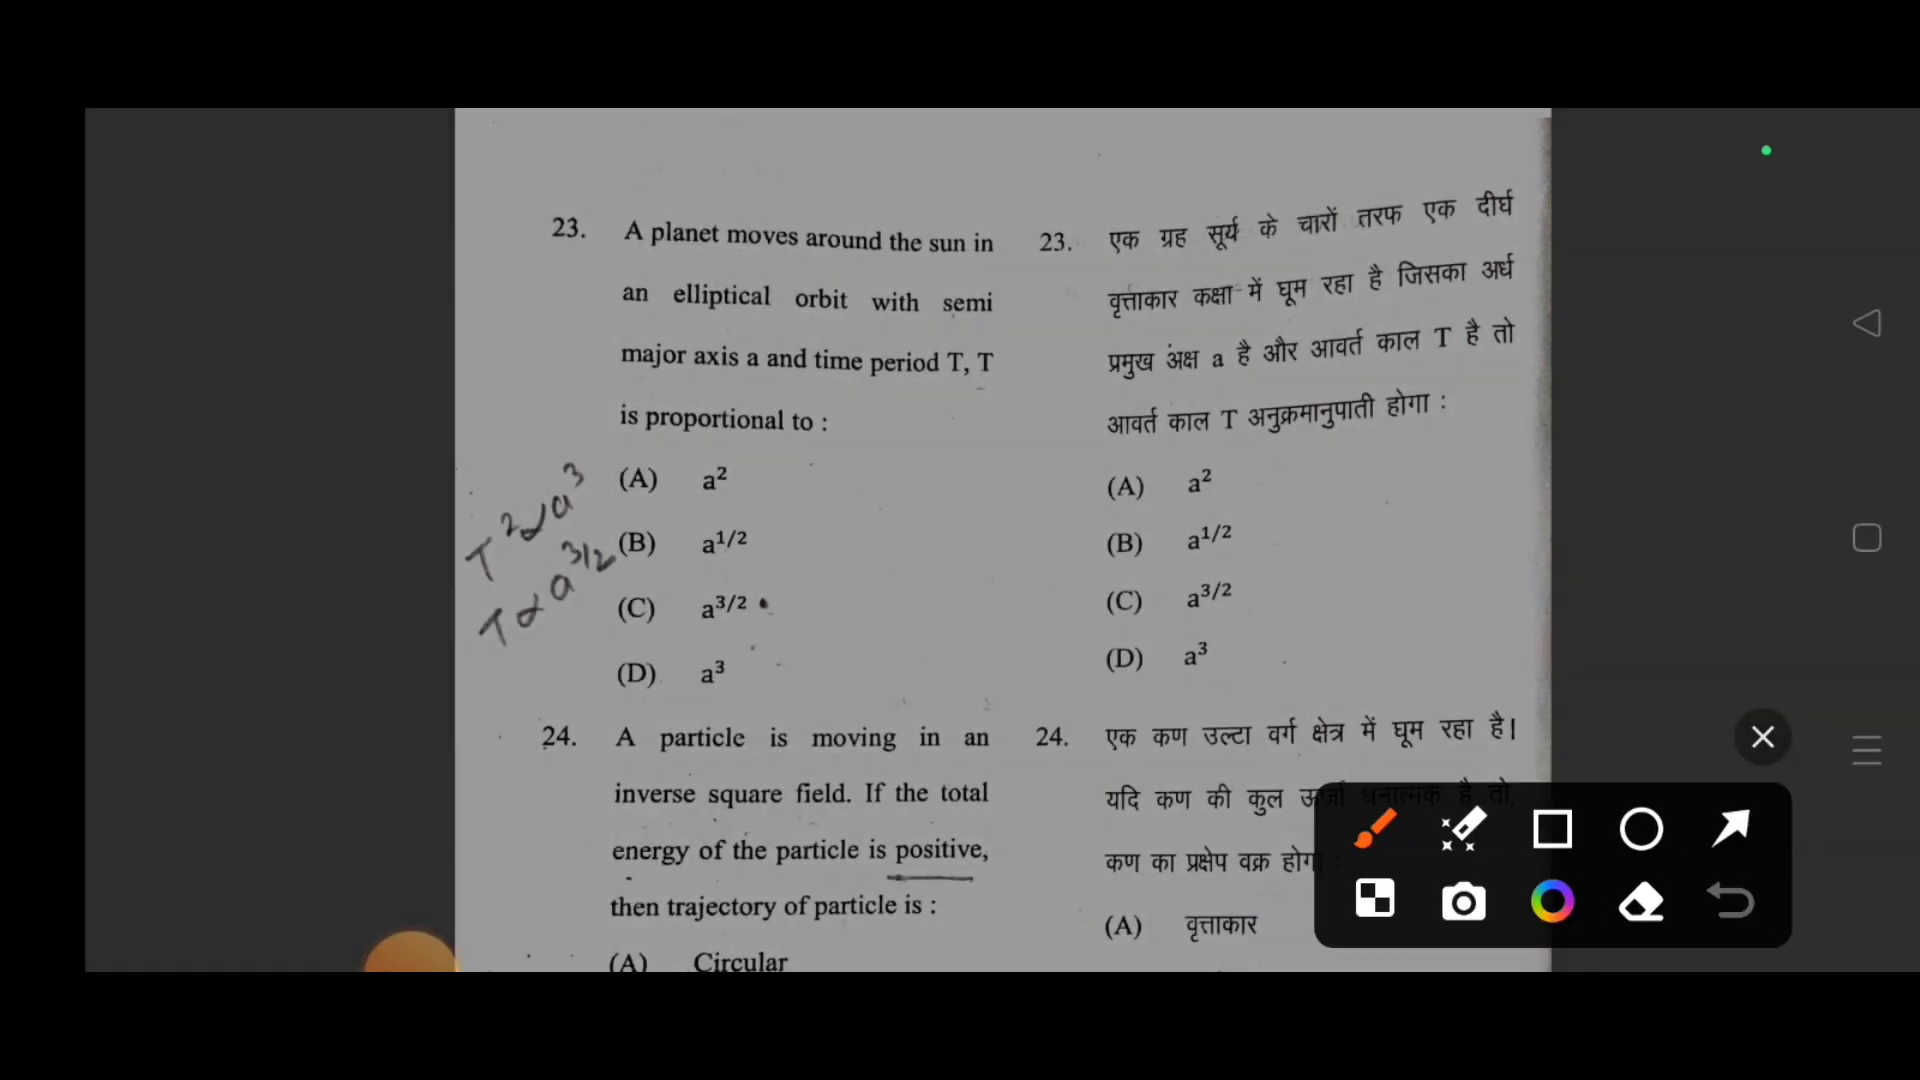 23. A planet moves around the sun in
an elliptical orbit with semi
major axis a and time period T, T
is proportional to :
(A) a²
(B) a^1/2
(C) a^3/2
(D) a³
T² α a³
T α a^3/2
24. A particle is moving in an
inverse square field. If the total
energy of the particle is positive,
then trajectory of particle is :
(A) Circular
23. एक ग्रह सूर्य के चारों तरफ एक दीर्घ
वृत्ताकार कक्षा में घूम रहा है जिसका अर्ध
प्रमुख अंक्ष a है और आवर्त काल T है तो
आवर्त काल T अनुक्रमानुपाती होगा :
(A) a²
(B) a^1/2
(C) a^3/2
(D) a³
24. एक कण उल्टा वर्ग क्षेत्र में घूम रहा है।
यदि कण की कुल ऊर्जा धनात्मक है तो,
कण का प्रक्षेप वक्र होगा :
(A) वृत्ताकार